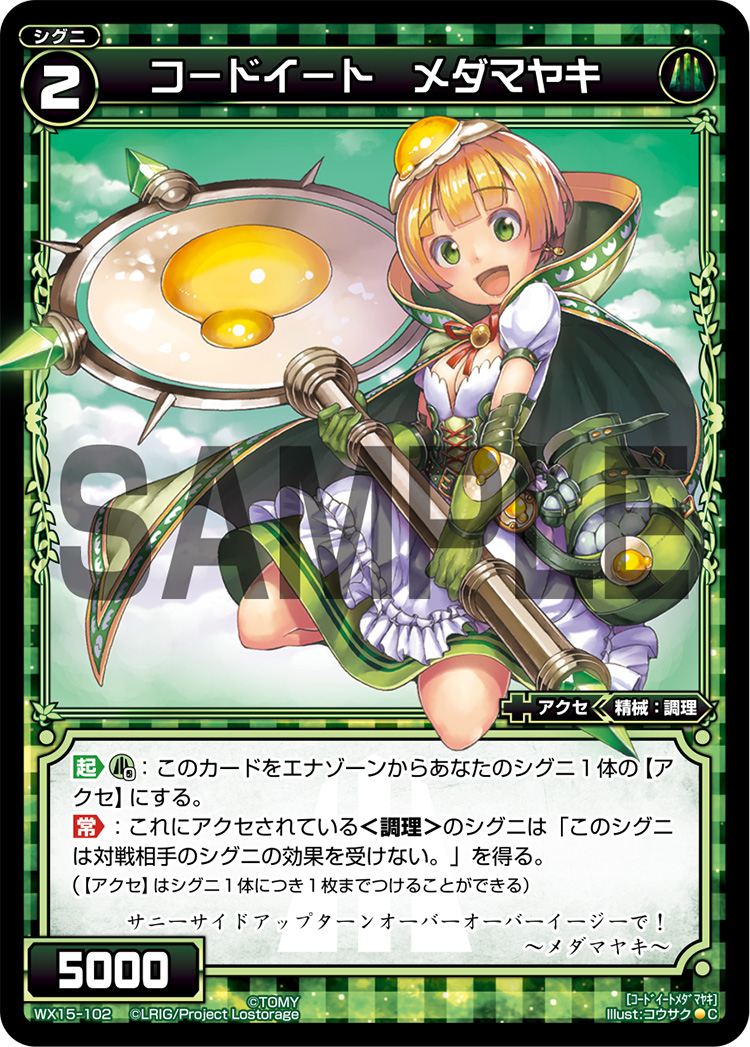 シグニ
2
コードイート　メダマヤキ
SAMPLE
アクセ 精械：調理
起 ：このカードをエナゾーンからあなたのシグニ１体の【ア
クセ】にする。
常：これにアクセされている＜調理＞のシグニは「このシグニ
は対戦相手のシグニの効果を受けない。」を得る。
（【アクセ】はシグニ１体につき１枚までつけることができる）
サニーサイドアップターンオーバーオーバーイージーで！
～メダマヤキ～
5000
©TOMY
WX15-102 ©LRIG/Project Lostorage
[ｺｰﾄﾞｲｰﾄﾒﾀﾞﾏﾔｷ]
Illust:コウサク C